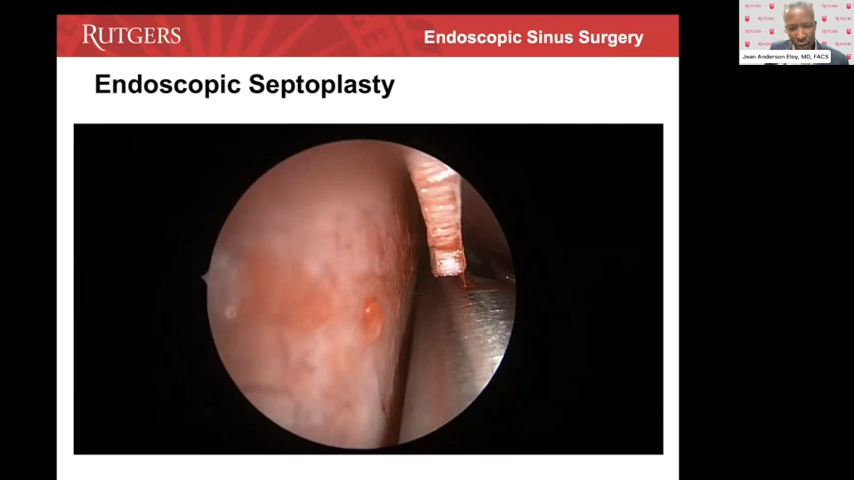 RUTGERS
Endoscopic Sinus Surgery
Endoscopic Septoplasty
Jean Anderson Eloy, MD, FACS